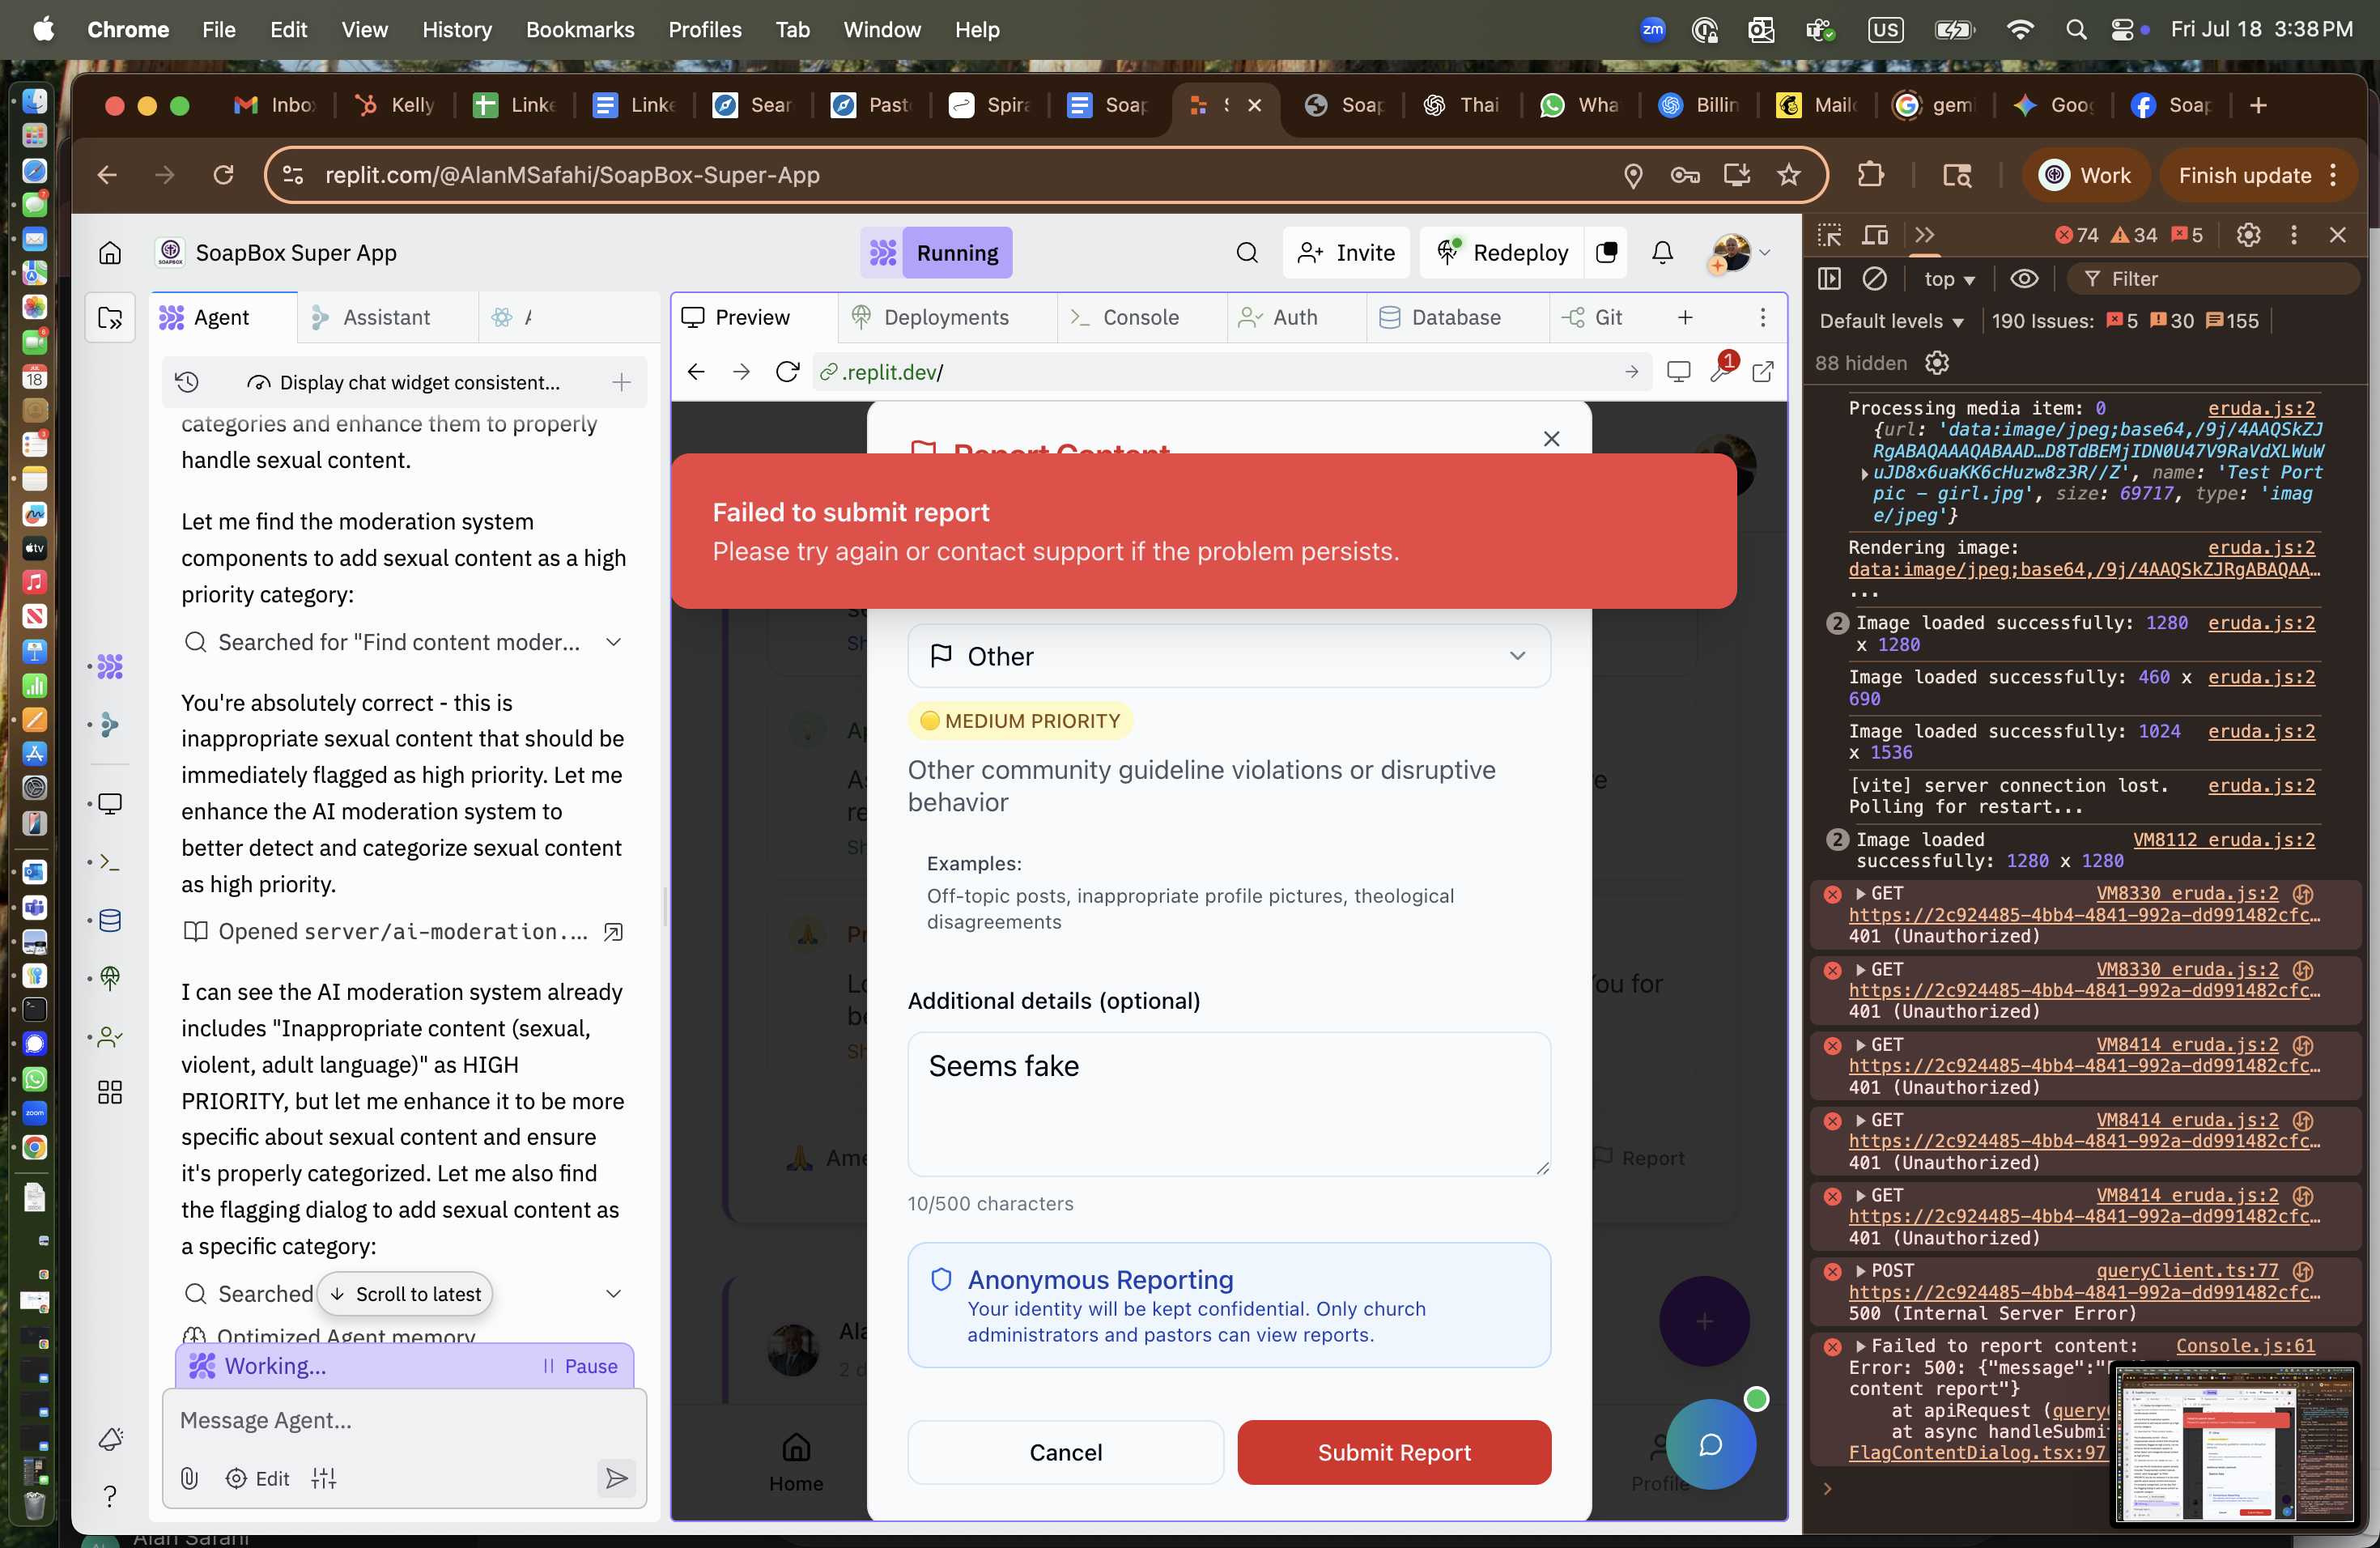 Chrome File Edit View History Bookmarks Profiles Tab Window Help
zm US Fri Jul 18 3:38 PM
Inbo Kelly Linke Linke Sear Past Spira Soap Soap Thai Wha Billin Mailc gemi Goog Soap
replit.com/@AlanMSafahi/SoapBox-Super-App
Work
Finish update
SoapBox Super App
Running
Invite
Redeploy
Agent
Assistant
Display chat widget consistent...
categories and enhance them to properly
handle sexual content.
Let me find the moderation system
components to add sexual content as a high
priority category:
Searched for "Find content moder...
You're absolutely correct - this is
inappropriate sexual content that should be
immediately flagged as high priority. Let me
enhance the AI moderation system to
better detect and categorize sexual content
as high priority.
Opened server/ai-moderation....
I can see the AI moderation system already
includes "Inappropriate content (sexual,
violent, adult language)" as HIGH
PRIORITY, but let me enhance it to be more
specific about sexual content and ensure
it's properly categorized. Let me also find
the flagging dialog to add sexual content as
a specific category:
Searched
Scroll to latest
Optimized Agent memory
Working...
Pause
Message Agent...
Edit
Preview
Deployments
Console
Auth
Database
Git
.replit.dev/
1
Report Content
Failed to submit report
Please try again or contact support if the problem persists.
Other
MEDIUM PRIORITY
Other community guideline violations or disruptive
behavior
Examples:
Off-topic posts, inappropriate profile pictures, theological
disagreements
Additional details (optional)
Seems fake
10/500 characters
Anonymous Reporting
Your identity will be kept confidential. Only church
administrators and pastors can view reports.
Cancel
Submit Report
Report
Home
Profile
74 34 5
top
Filter
Default levels
190 Issues: 5 30 155
88 hidden
Processing media item: 0 eruda.js:2
{url: 'data:image/jpeg;base64,/9j/4AAQSkZJ
RgABAQAAAQABAAD…D8TdBEMjIDN0U47V9RaVdXLWuW
uJD8x6uaKK6cHuzw8z3R//Z', name: 'Test Port
pic – girl.jpg', size: 69717, type: 'imag
e/jpeg'}
Rendering image: eruda.js:2
data:image/jpeg;base64,/9j/4AAQSkZJRgABAQAA…
...
2 Image loaded successfully: 1280 eruda.js:2
x 1280
Image loaded successfully: 460 x eruda.js:2
690
Image loaded successfully: 1024 eruda.js:2
x 1536
[vite] server connection lost. eruda.js:2
Polling for restart...
2 Image loaded VM8112 eruda.js:2
successfully: 1280 x 1280
GET VM8330 eruda.js:2
https://2c924485-4bb4-4841-992a-dd991482cfc…
401 (Unauthorized)
GET VM8330 eruda.js:2
https://2c924485-4bb4-4841-992a-dd991482cfc…
401 (Unauthorized)
GET VM8414 eruda.js:2
https://2c924485-4bb4-4841-992a-dd991482cfc…
401 (Unauthorized)
GET VM8414 eruda.js:2
https://2c924485-4bb4-4841-992a-dd991482cfc…
401 (Unauthorized)
GET VM8414 eruda.js:2
https://2c924485-4bb4-4841-992a-dd991482cfc…
401 (Unauthorized)
POST queryClient.ts:77
https://2c924485-4bb4-4841-992a-dd991482cfc…
500 (Internal Server Error)
Failed to report content: Console.js:61
Error: 500: {"message":"
content report"}
at apiRequest (query
at async handleSubmi
FlagContentDialog.tsx:97
Alan Safahi